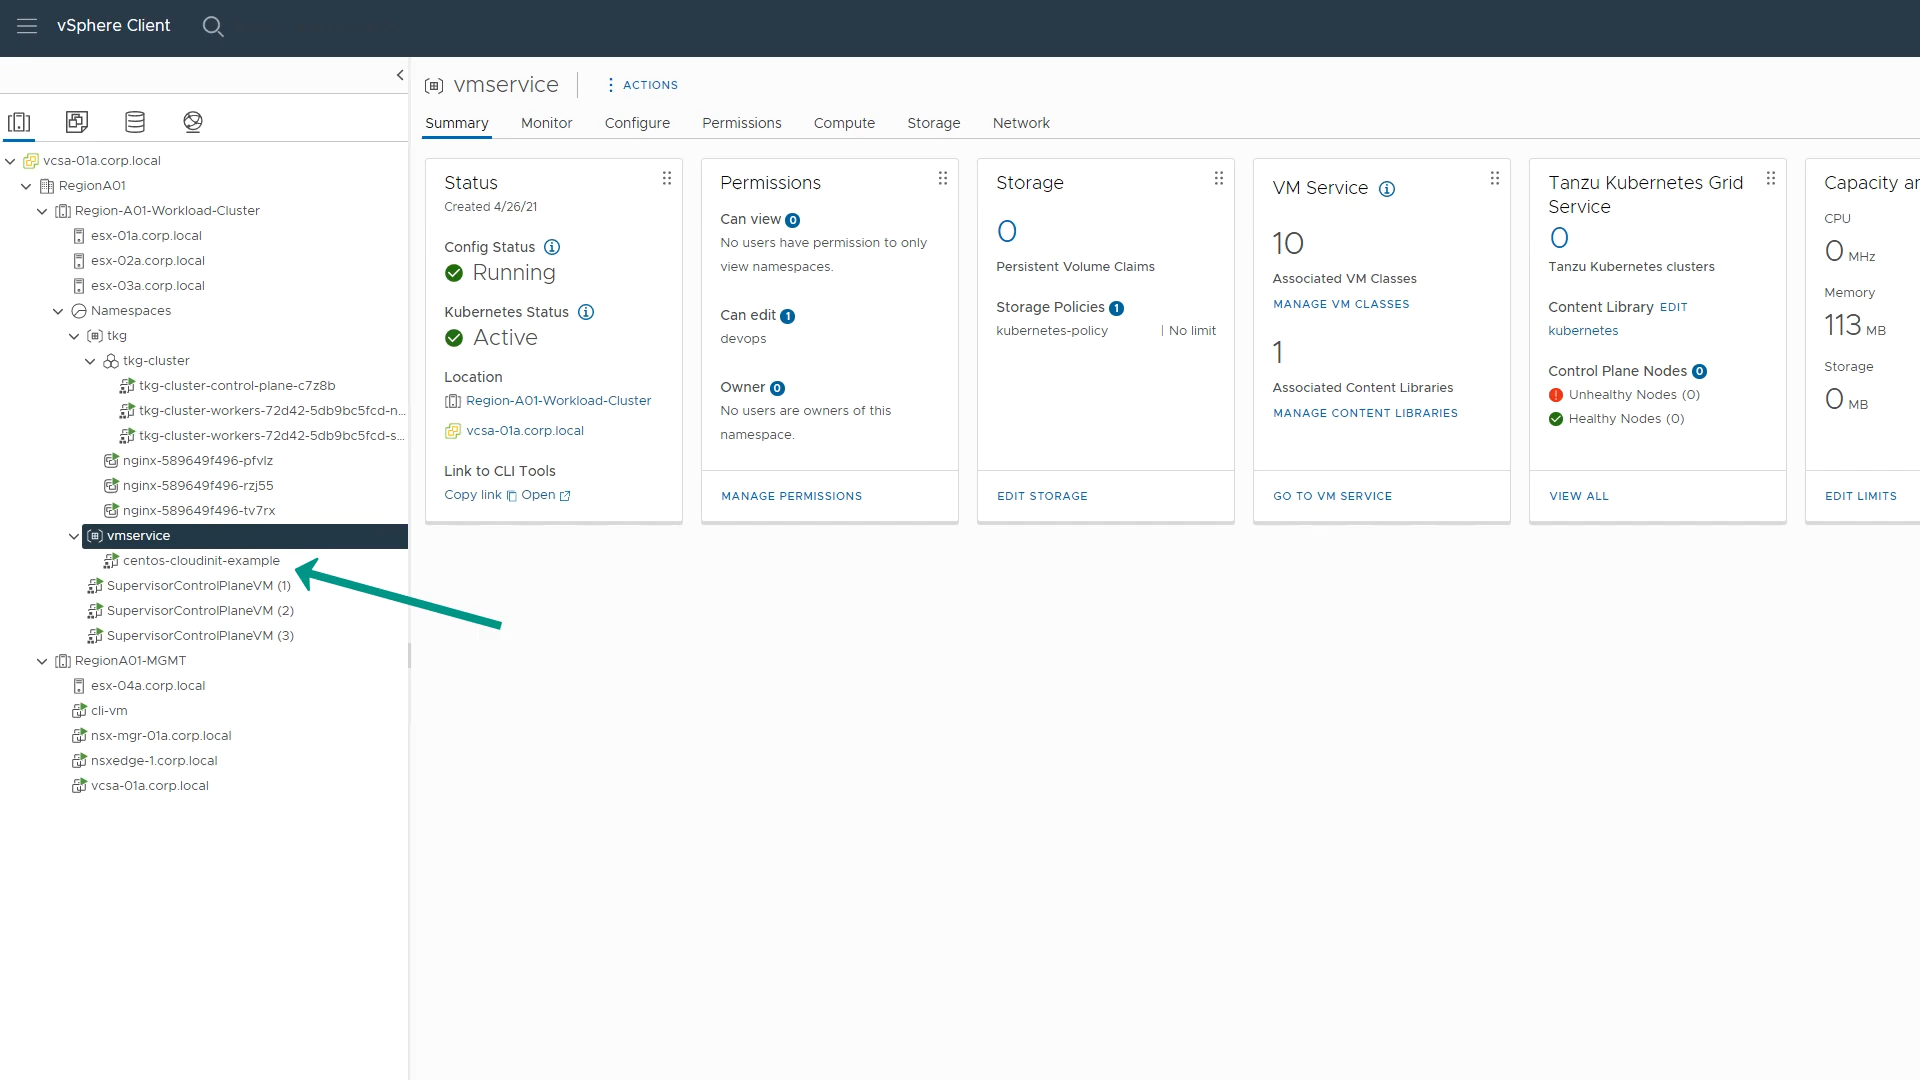 vSphere Client
vcsa-01a.corp.local
RegionA01
Region-A01-Workload-Cluster
esx-01a.corp.local
esx-02a.corp.local
esx-03a.corp.local
Namespaces
tkg
tkg-cluster
tkg-cluster-control-plane-c7z8b
tkg-cluster-workers-72d42-5db9bc5fcd-n...
tkg-cluster-workers-72d42-5db9bc5fcd-s...
nginx-589649f496-pfvlz
nginx-589649f496-rzj55
nginx-589649f496-tv7rx
vmservice
centos-cloudinit-example
SupervisorControlPlaneVM (1)
SupervisorControlPlaneVM (2)
SupervisorControlPlaneVM (3)
RegionA01-MGMT
esx-04a.corp.local
cli-vm
nsx-mgr-01a.corp.local
nsxedge-1.corp.local
vcsa-01a.corp.local
vmservice
ACTIONS
Summary Monitor Configure Permissions Compute Storage Network
Status
Created 4/26/21
Config Status
Running
Kubernetes Status
Active
Location
Region-A01-Workload-Cluster
vcsa-01a.corp.local
Link to CLI Tools
Copy link Open
Permissions
Can view 0
No users have permission to only
view namespaces.
Can edit 1
devops
Owner 0
No users are owners of this
namespace.
MANAGE PERMISSIONS
Storage
0
Persistent Volume Claims
Storage Policies 1
kubernetes-policy | No limit
EDIT STORAGE
VM Service
10
Associated VM Classes
MANAGE VM CLASSES
1
Associated Content Libraries
MANAGE CONTENT LIBRARIES
GO TO VM SERVICE
Tanzu Kubernetes Grid
Service
0
Tanzu Kubernetes clusters
Content Library EDIT
kubernetes
Control Plane Nodes 0
Unhealthy Nodes (0)
Healthy Nodes (0)
VIEW ALL
Capacity ar
CPU
0 MHz
Memory
113 MB
Storage
0 MB
EDIT LIMITS